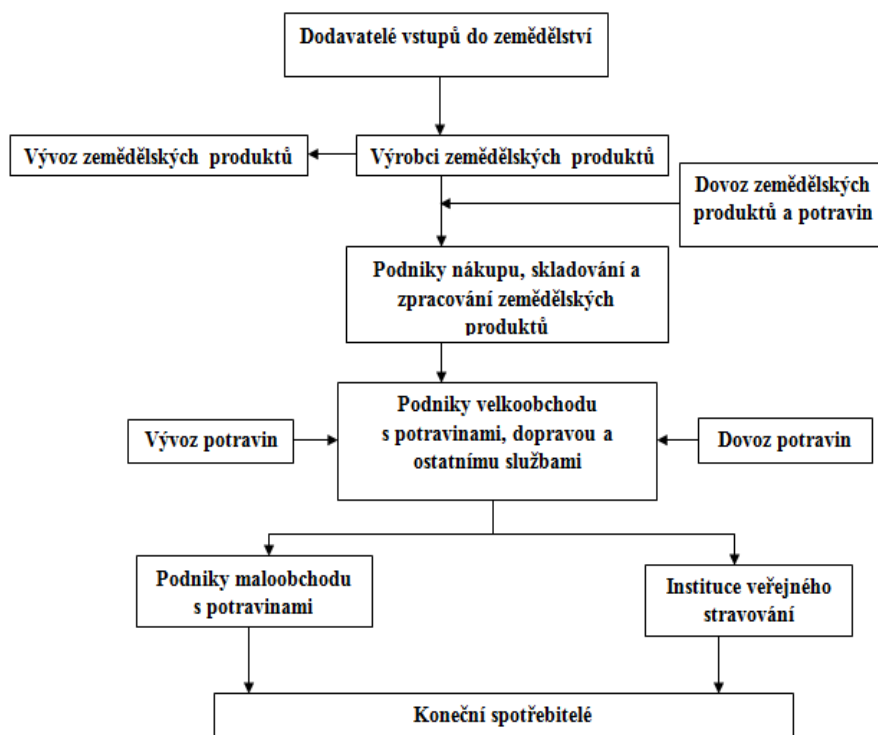 Dodavatelé vstupů do zemědělství
Vývoz zemědělských produktů
Výrobci zemědělských produktů
Dovoz zemědělských
produktů a potravin
Podniky nákupu, skladování a
zpracování zemědělských
produktů
Podniky velkoobchodu
s potravinami, dopravou a
ostatnímu službami
Vývoz potravin
Dovoz potravin
Podniky maloobchodu
s potravinami
Instituce veřejného
stravování
Koneční spotřebitelé